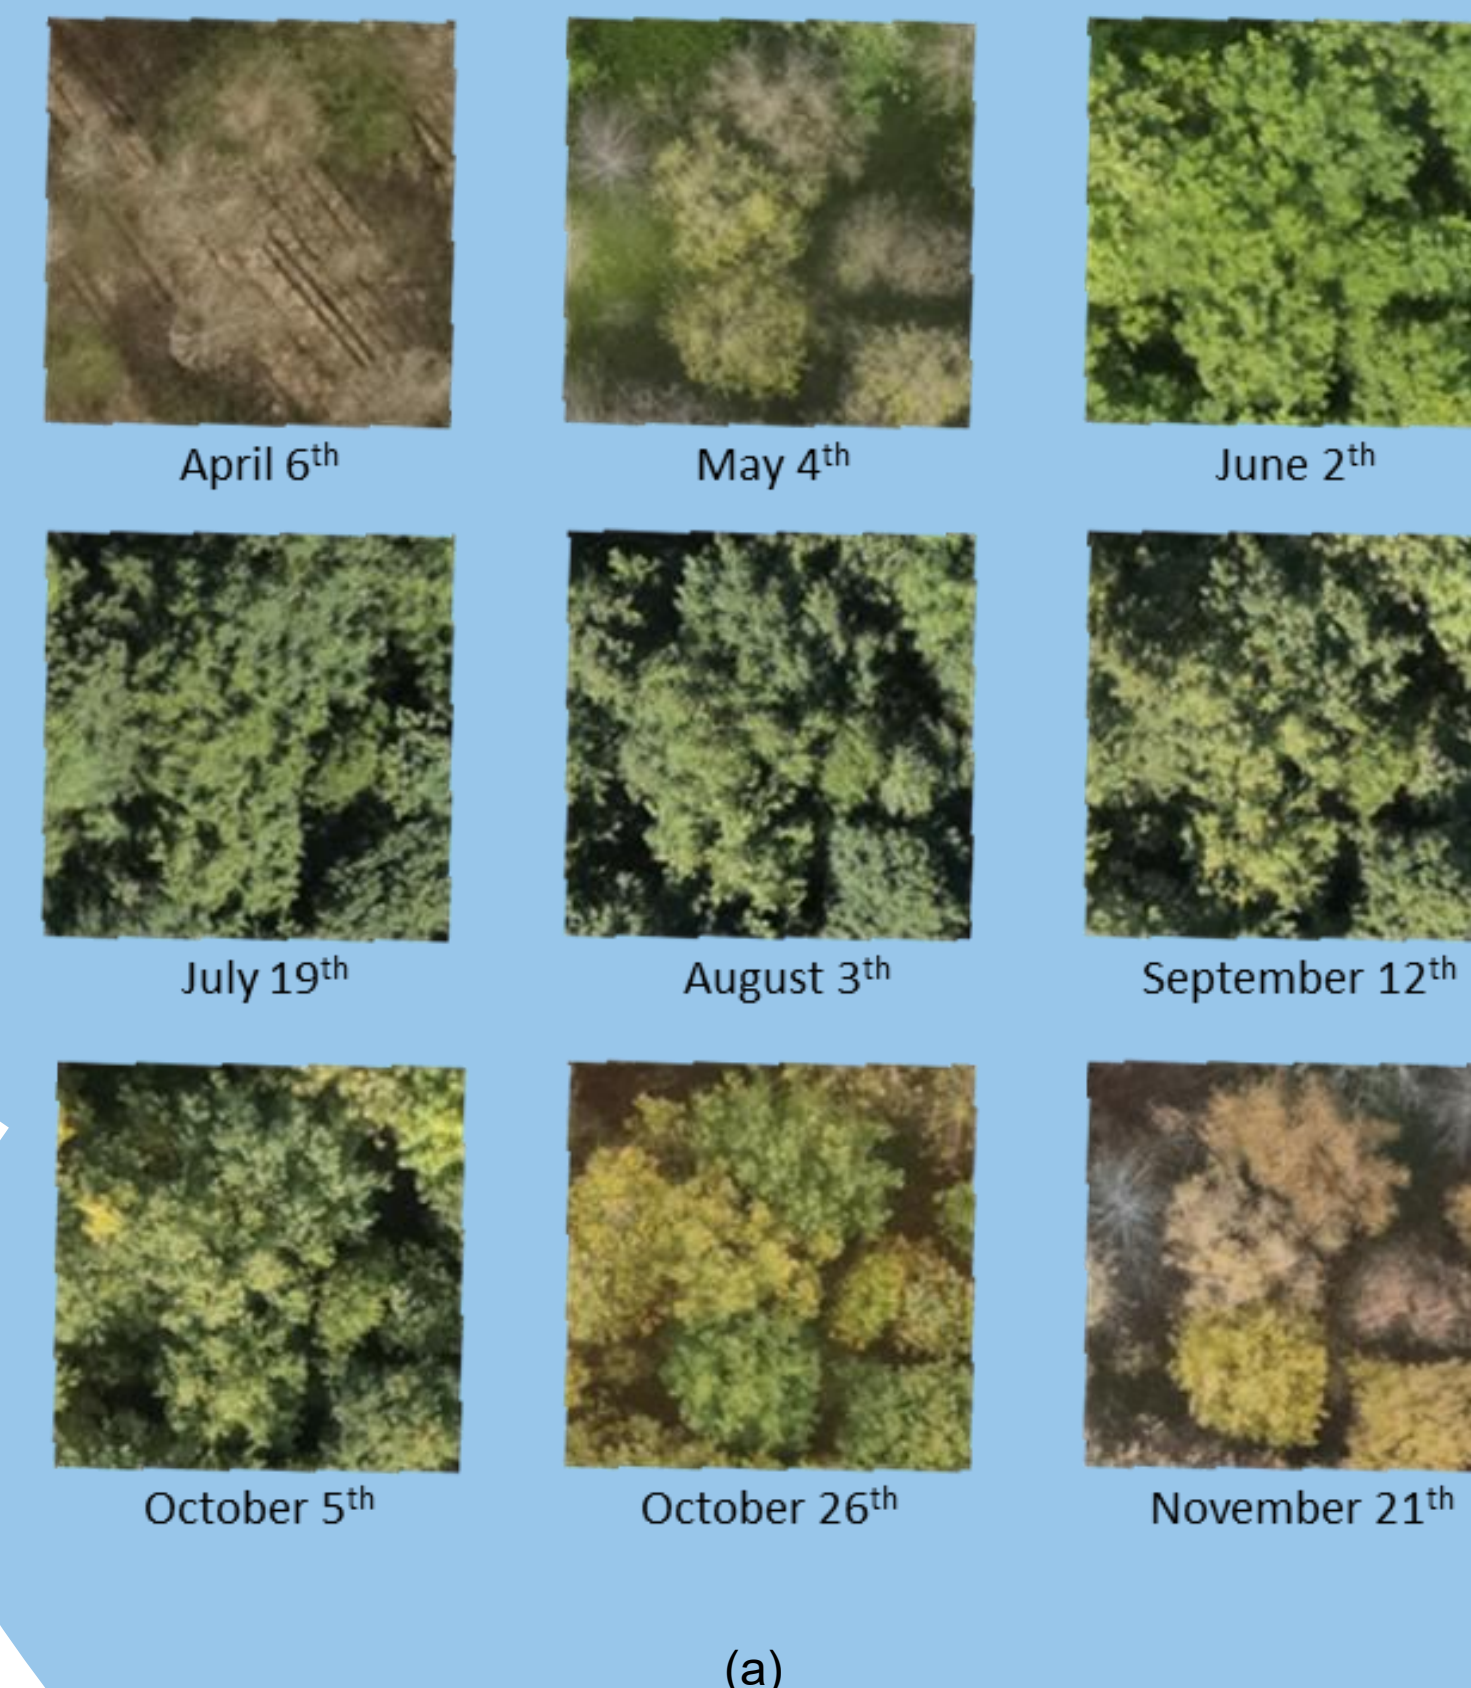 April 6th
May 4th
June 2th
July 19th
August 3th
September 12th
October 5th
October 26th
November 21th
(a)